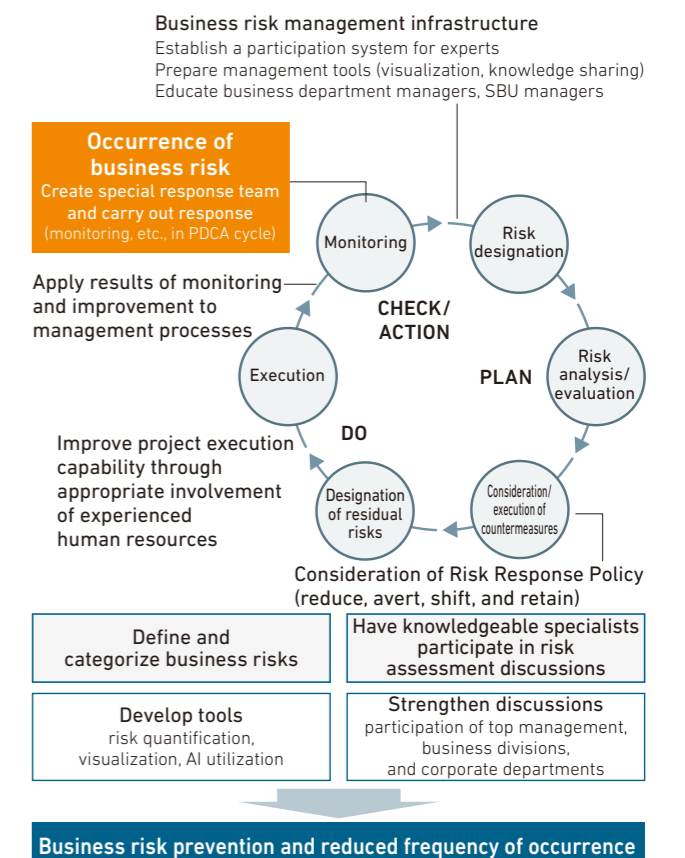 Business risk management infrastructure
Establish a participation system for experts
Prepare management tools (visualization, knowledge sharing)
Educate business department managers, SBU managers
Occurrence of
business risk
Create special response team
and carry out response
(monitoring, etc., in PDCA cycle)
Monitoring
Risk
designation
Apply results of monitoring
and improvement to
management processes
CHECK/
ACTION
Execution
PLAN
Risk
analysis/
evaluation
DO
Improve project execution
capability through
appropriate involvement
of experienced
human resources
Designation
of residual
risks
Consideration/
execution of
countermeasures
Consideration of Risk Response Policy
(reduce, avert, shift, and retain)
Define and
categorize business risks
Have knowledgeable specialists
participate in risk
assessment discussions
Develop tools
risk quantification,
visualization, AI utilization
Strengthen discussions
participation of top management,
business divisions,
and corporate departments
Business risk prevention and reduced frequency of occurrence